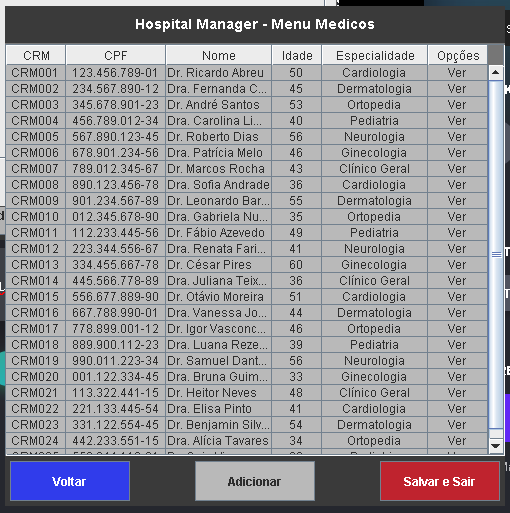 Hospital Manager - Menu Medicos
CRM CPF Nome Idade Especialidade Opções
CRM001 123.456.789-01 Dr. Ricardo Abreu 50 Cardiologia Ver
CRM002 234.567.890-12 Dra. Fernanda C... 45 Dermatologia Ver
CRM003 345.678.901-23 Dr. André Santos 53 Ortopedia Ver
CRM004 456.789.012-34 Dra. Carolina Li... 40 Pediatria Ver
CRM005 567.890.123-45 Dr. Roberto Dias 56 Neurologia Ver
CRM006 678.901.234-56 Dra. Patrícia Melo 46 Ginecologia Ver
CRM007 789.012.345-67 Dr. Marcos Rocha 43 Clínico Geral Ver
CRM008 890.123.456-78 Dra. Sofia Andrade 36 Cardiologia Ver
CRM009 901.234.567-89 Dr. Leonardo Bar... 55 Dermatologia Ver
CRM010 012.345.678-90 Dra. Gabriela Nu... 35 Ortopedia Ver
CRM011 112.233.445-56 Dr. Fábio Azevedo 49 Pediatria Ver
CRM012 223.344.556-67 Dra. Renata Fari... 41 Neurologia Ver
CRM013 334.455.667-78 Dr. César Pires 60 Ginecologia Ver
CRM014 445.566.778-89 Dra. Juliana Teix... 36 Clínico Geral Ver
CRM015 556.677.889-90 Dr. Otávio Moreira 51 Cardiologia Ver
CRM016 667.788.990-01 Dra. Vanessa Jo... 44 Dermatologia Ver
CRM017 778.899.001-12 Dr. Igor Vasconc... 46 Ortopedia Ver
CRM018 889.900.112-23 Dra. Luana Reze... 39 Pediatria Ver
CRM019 990.011.223-34 Dr. Samuel Dant... 56 Neurologia Ver
CRM020 001.122.334-45 Dra. Bruna Guim... 33 Ginecologia Ver
CRM021 113.322.441-15 Dr. Heitor Neves 48 Clínico Geral Ver
CRM022 221.133.445-54 Dra. Elisa Pinto 41 Cardiologia Ver
CRM023 331.122.554-45 Dr. Benjamin Silv... 54 Dermatologia Ver
CRM024 442.233.551-15 Dra. Alícia Tavares 34 Ortopedia Ver
Voltar Adicionar Salvar e Sair